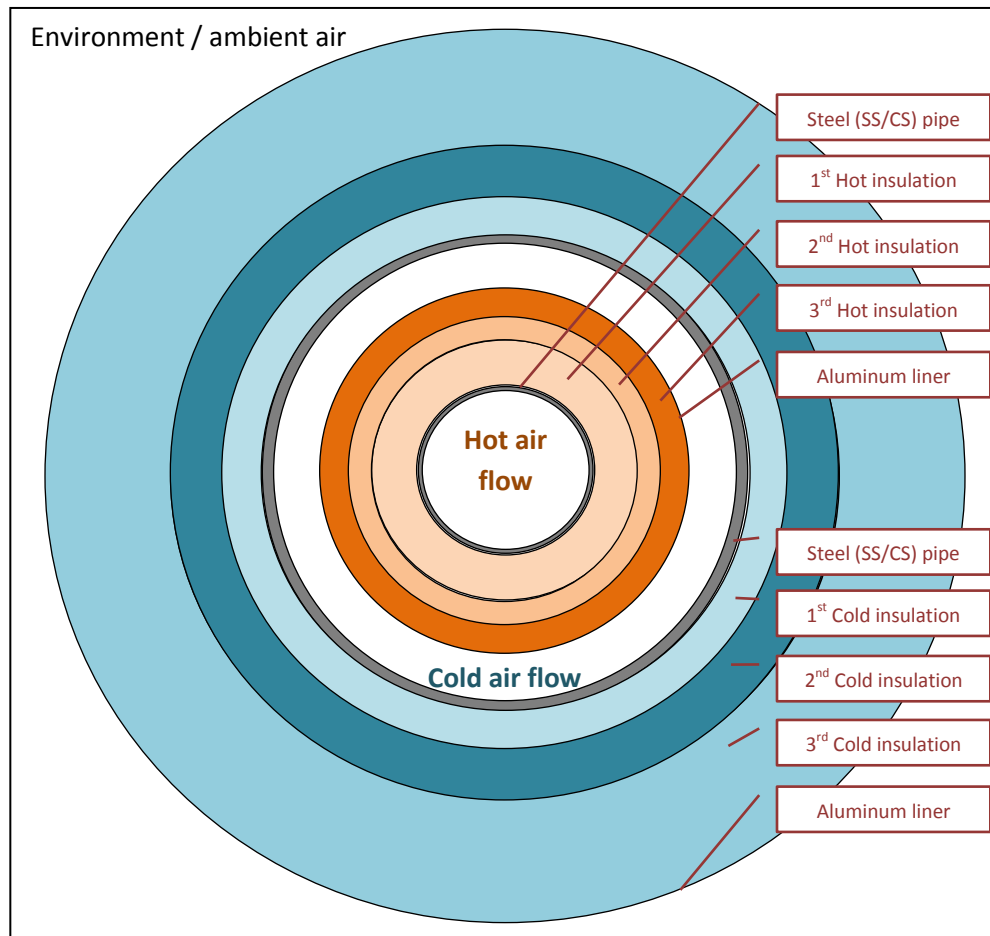 Environment / ambient air
Steel (SS/CS) pipe
1st Hot insulation
2nd Hot insulation
3rd Hot insulation
Aluminum liner
Hot air
flow
Steel (SS/CS) pipe
1st Cold insulation
Cold air flow
2nd Cold insulation
3rd Cold insulation
Aluminum liner